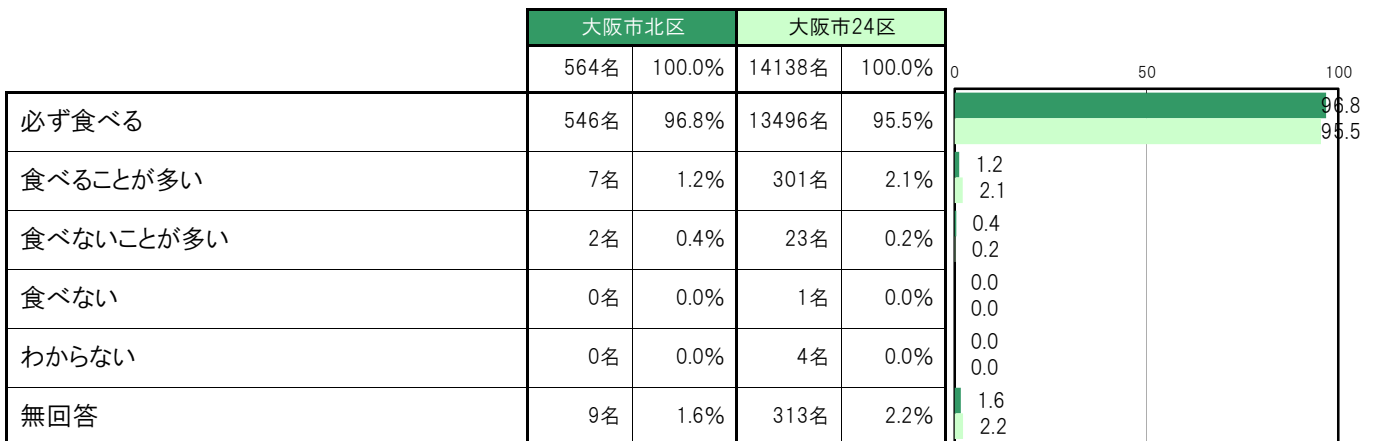 大阪市北区 大阪市24区
564名 100.0% 14138名 100.0%
0 50 100
必ず食べる 546名 96.8% 13496名 95.5% 96.8
95.5
食べることが多い 7名 1.2% 301名 2.1% 1.2
2.1
食べないことが多い 2名 0.4% 23名 0.2% 0.4
0.2
食べない 0名 0.0% 1名 0.0% 0.0
0.0
わからない 0名 0.0% 4名 0.0% 0.0
0.0
無回答 9名 1.6% 313名 2.2% 1.6
2.2